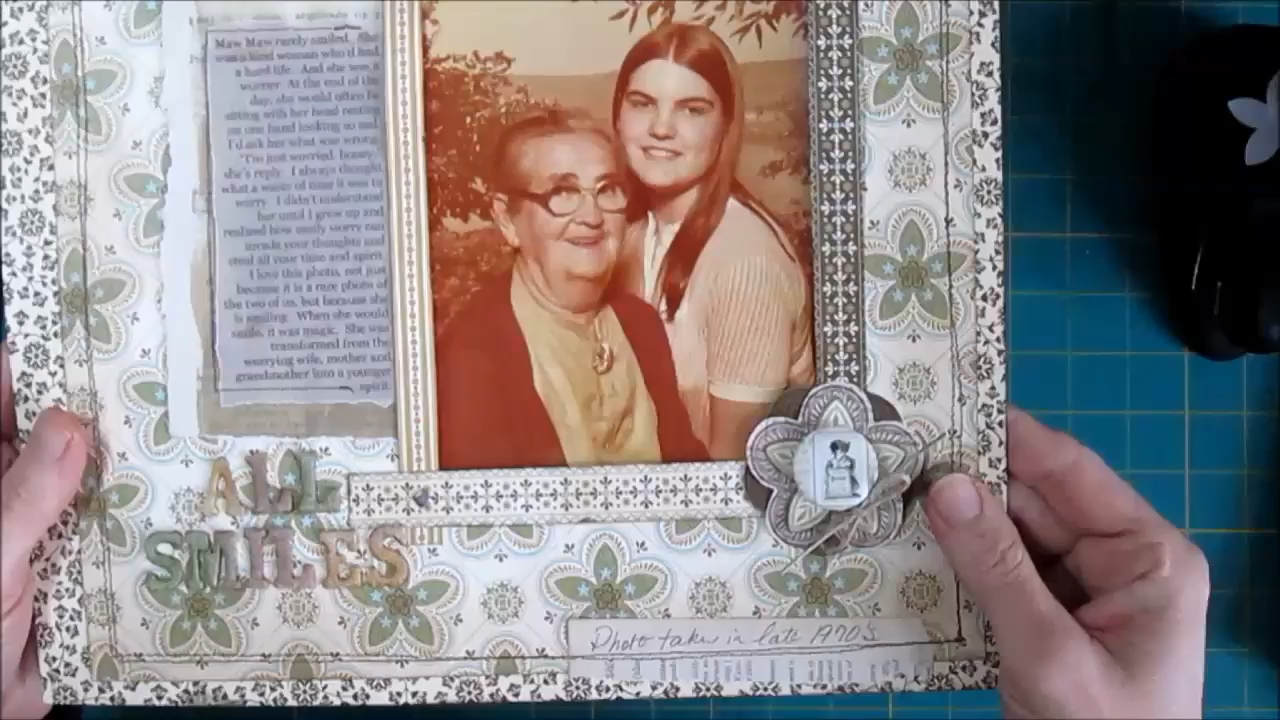 Maw Maw rarely smiled. She
was a kind woman who'd had
a hard life. And she was a
worrier. At the end of the
day, she would often be
sitting with her head resting
on one hand looking so sad.
I'd ask her what was wrong.
"I'm just worried, honey,"
she's reply. I always thought
what a waste of time it was to
worry. I didn't understand
her until I grew up and
realized how easily worry can
invade your thoughts and
steal all your time and spirit.
I love this photo, not just
because it is a rare photo of
the two of us, but because she
is smiling. When she would
smile, it was magic. She was
transformed from the
worrying wife, mother and
grandmother into a younger
spirit.
ALL
SMILES
Photo taken in late 1970's